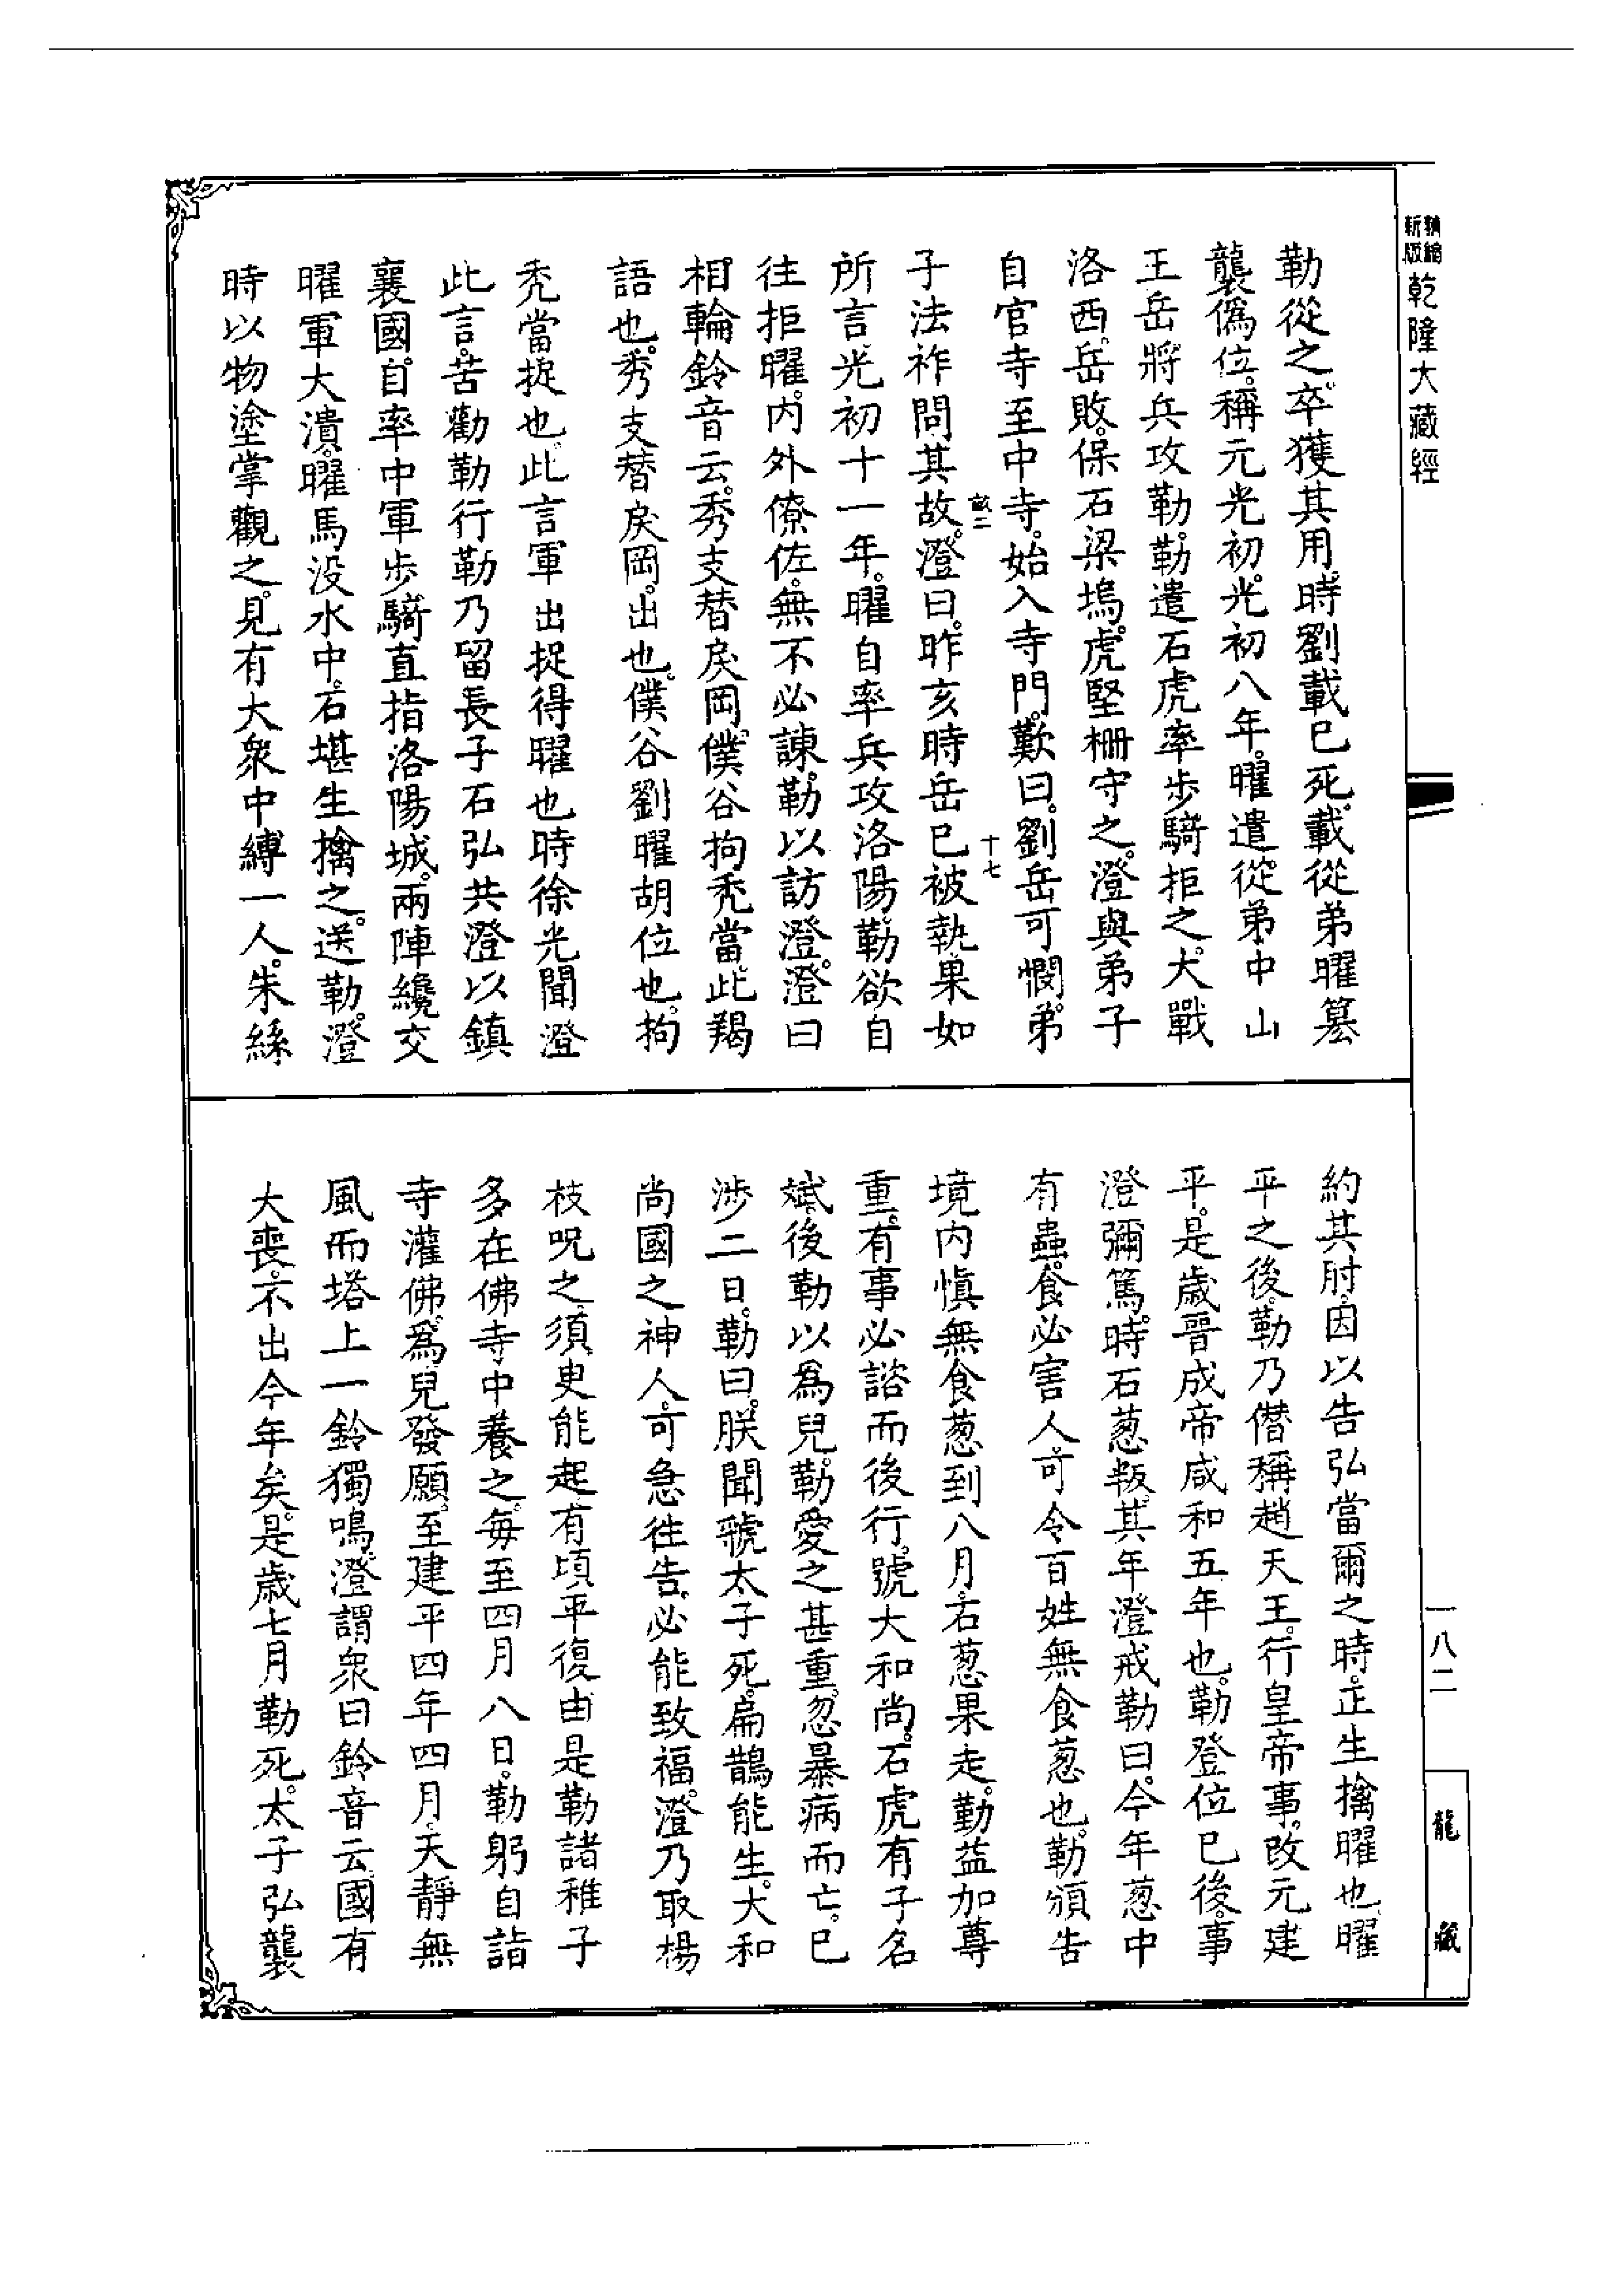 精縮新版乾隆大藏經
勒從之。卒獲其用。時劉載已死。載從弟曜篡
襲偽位。稱元光初。光初八年。曜遣從弟中山
王岳將兵攻勒。勒遣石虎率步騎拒之。大戰
洛西。岳敗。保石梁塢。虎堅柵守之。澄與弟子
自官寺至中寺。始入寺門。歎曰。劉岳可憫。弟
十七
子法祚問其故。澄曰。昨亥時岳已被執。果如
所言。光初十一年。曜自率兵攻洛陽。勒欲自
往拒曜。內外僚佐。無不必諫。勒以訪澄。澄曰
相輪鈴音云。秀支替戾岡。僕谷拘禿當。此羯
語也。秀支替戾岡。出也。僕谷劉曜胡位也。拘
禿當捉也。此言軍出捉得曜也。時徐光聞澄
此言。苦勸勒行。勒乃留長子石弘共澄以鎮
襄國。自率中軍步騎。直指洛陽城。兩陣纔交
曜軍大潰。曜馬沒水中。石堪生擒之。送勒。澄
時以物塗掌觀之。見有大眾中縛一人。朱絲
約其肘。因以告弘。當爾之時。正生擒曜也。曜
平之後。勒乃僭稱趙天王。行皇帝事。改元建
平。是歲晉成帝咸和五年也。勒登位已後。事
澄彌篤。時石葱叛。其年澄戒勒曰。今年葱中
有蟲。食必害人。可令百姓無食葱也。勒頒告
境內慎無食葱。到八月。石葱果走。勒益加尊
重。有事必諮而後行。號大和尚。石虎有子名
斌。後勒以為兒。勒愛之甚重。忽暴病而亡。已
涉二日。勒曰。朕聞虢太子死。扁鵲能生。大和
尚國之神人。可急往告。必能致福。澄乃取楊
枝呪之。須臾能起。有頃平復。由是勒諸稚子
多在佛寺中養之。每至四月八日。勒躬自詣
寺灌佛。為兒發願。至建平四年四月。天靜無
風而塔上一鈴獨鳴。澄謂眾曰。鈴音云。國有
大喪。不出今年矣。是歲七月勒死。太子弘襲
一八二
龍藏